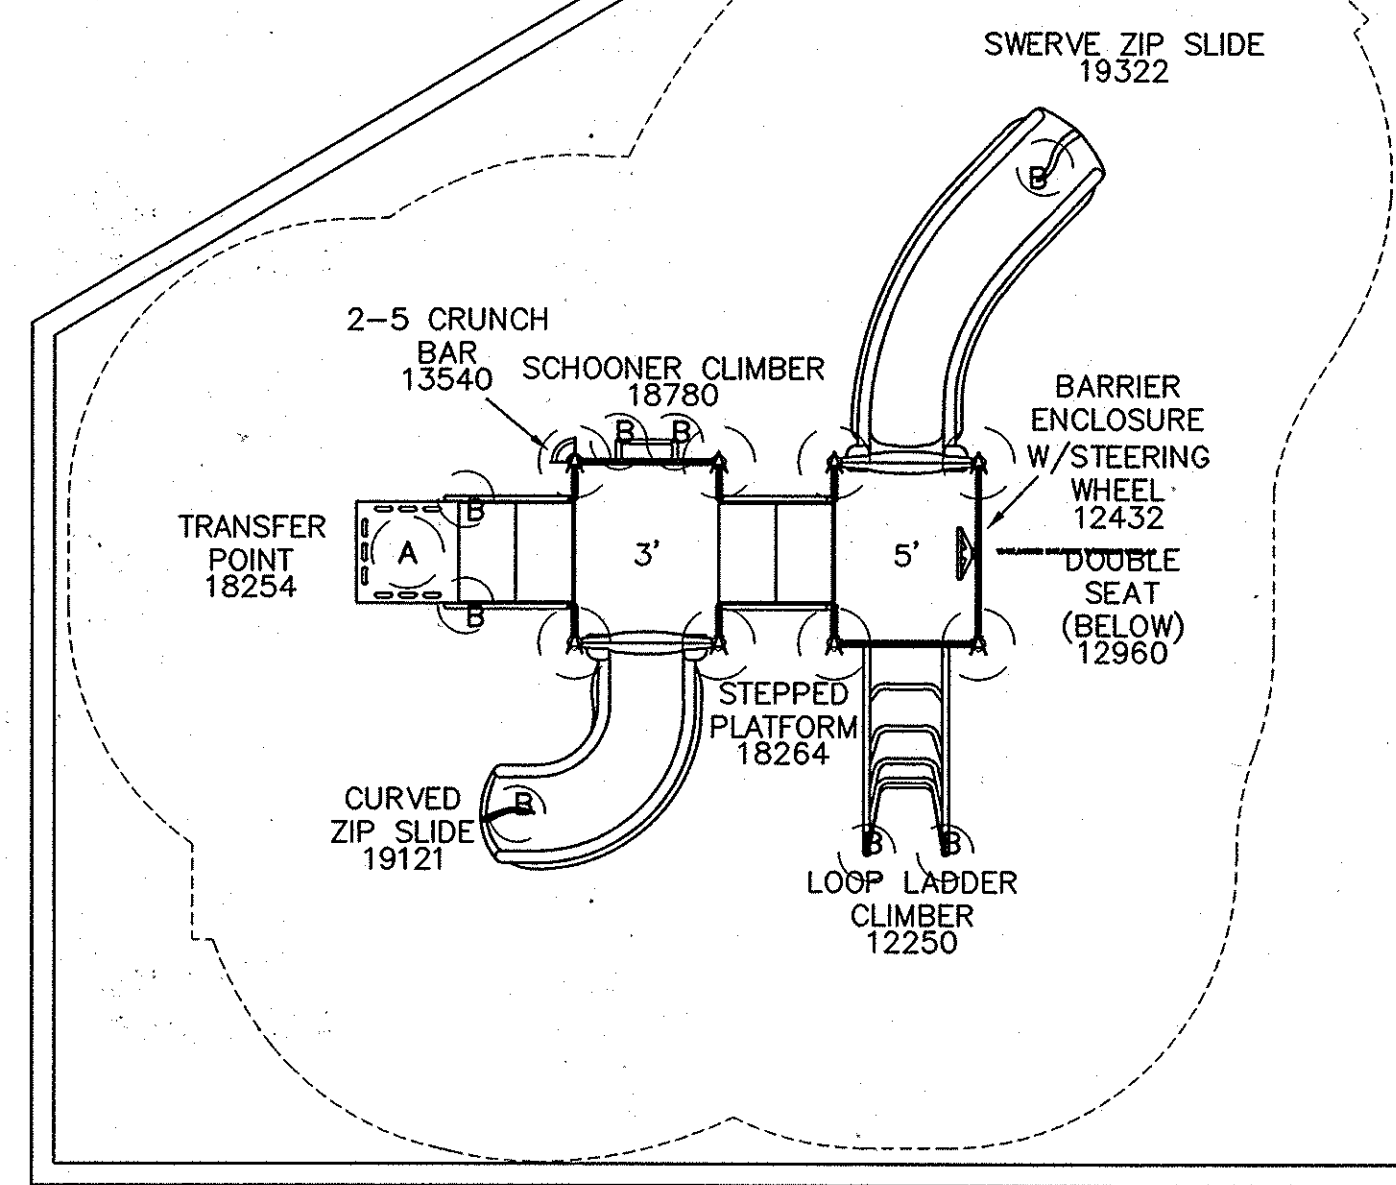 SWERVE ZIP SLIDE
19322
2-5 CRUNCH
BAR
13540
SCHOONER CLIMBER
18780
BARRIER
ENCLOSURE
W/STEERING
WHEEL
12432
B
B
B
TRANSFER
POINT
18254
A
B
B
3'
5'
DOUBLE
SEAT
(BELOW)
12960
STEPPED
PLATFORM
18264
CURVED
ZIP SLIDE
19121
B
B
B
LOOP LADDER
CLIMBER
12250